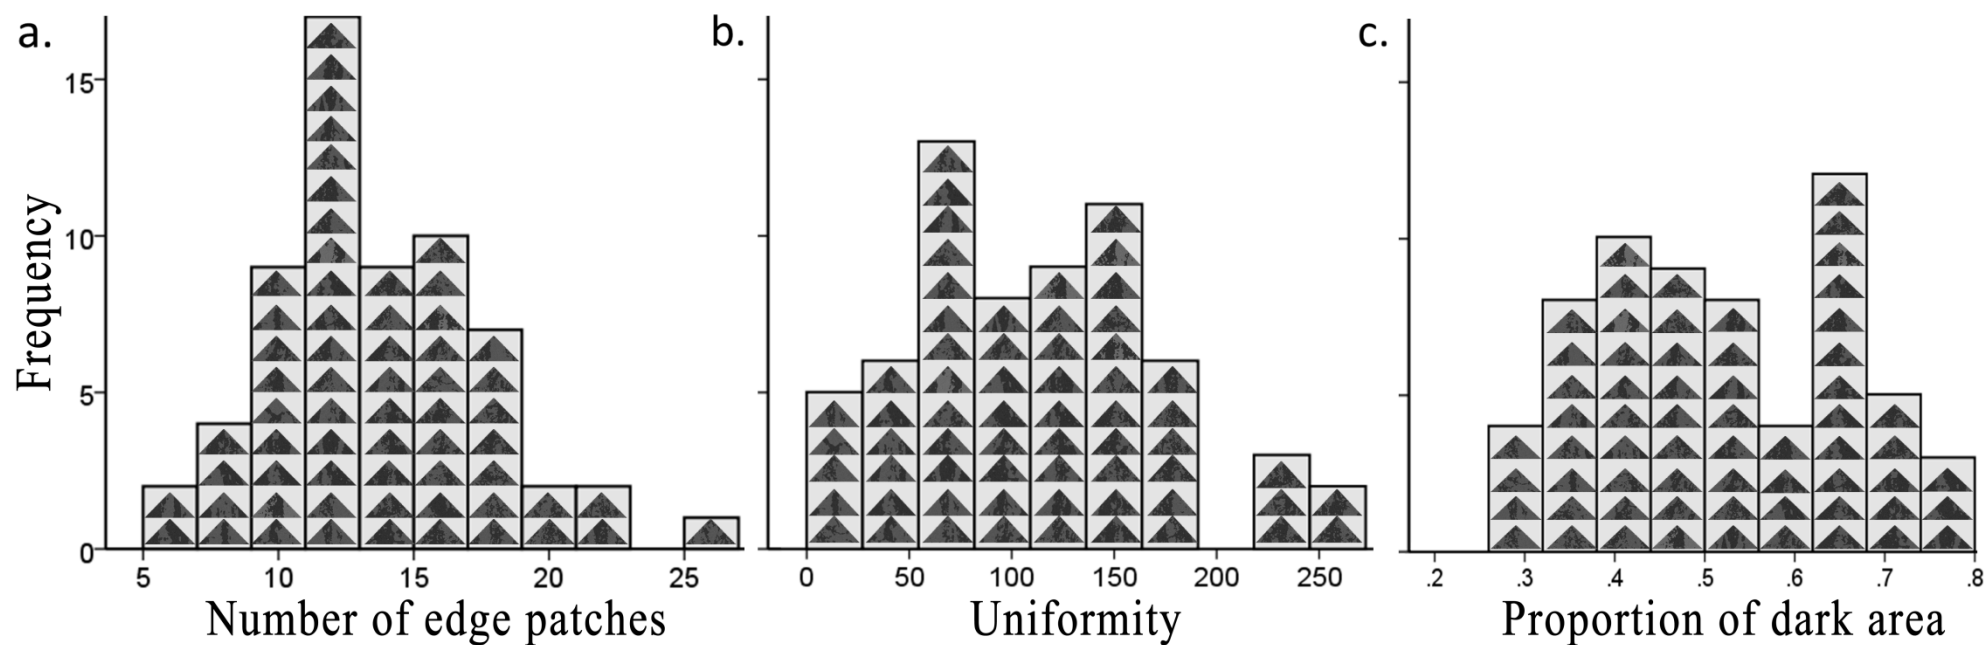 a.
Frequency
15
10
5
0
5 10 15 20 25
Number of edge patches
b.
0 50 100 150 200 250
Uniformity
c.
.2 .3 .4 .5 .6 .7 .8
Proportion of dark area